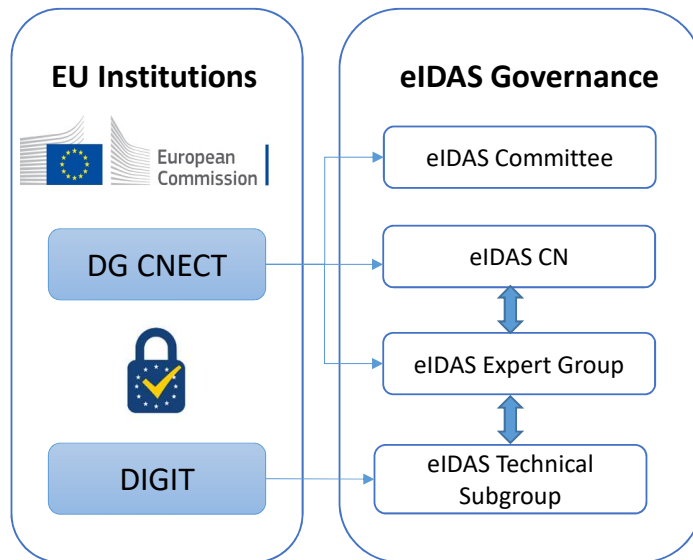 EU Institutions
European
Commission
DG CNECT
DIGIT
eIDAS Governance
eIDAS Committee
eIDAS CN
eIDAS Expert Group
eIDAS Technical
Subgroup